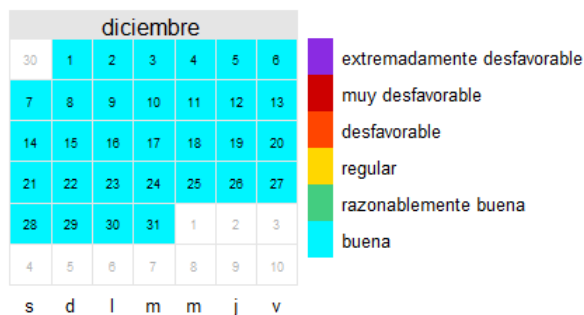 diciembre
30 1 2 3 4 5 6
7 8 9 10 11 12 13
14 15 16 17 18 19 20
21 22 23 24 25 26 27
28 29 30 31 1 2 3
4 5 6 7 8 9 10
s d l m m j v
extremadamente desfavorable
muy desfavorable
desfavorable
regular
razonablemente buena
buena